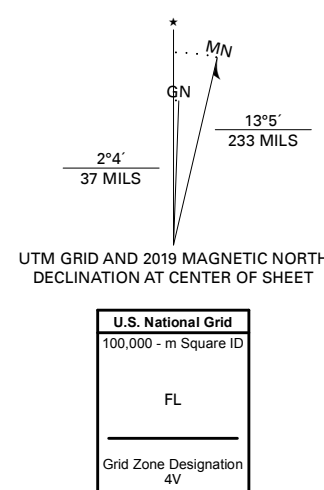 ★
MN
GN
13°5´
233 MILS
2°4´
37 MILS
UTM GRID AND 2019 MAGNETIC NORTH
DECLINATION AT CENTER OF SHEET
U.S. National Grid
100,000 - m Square ID
FL
Grid Zone Designation
4V